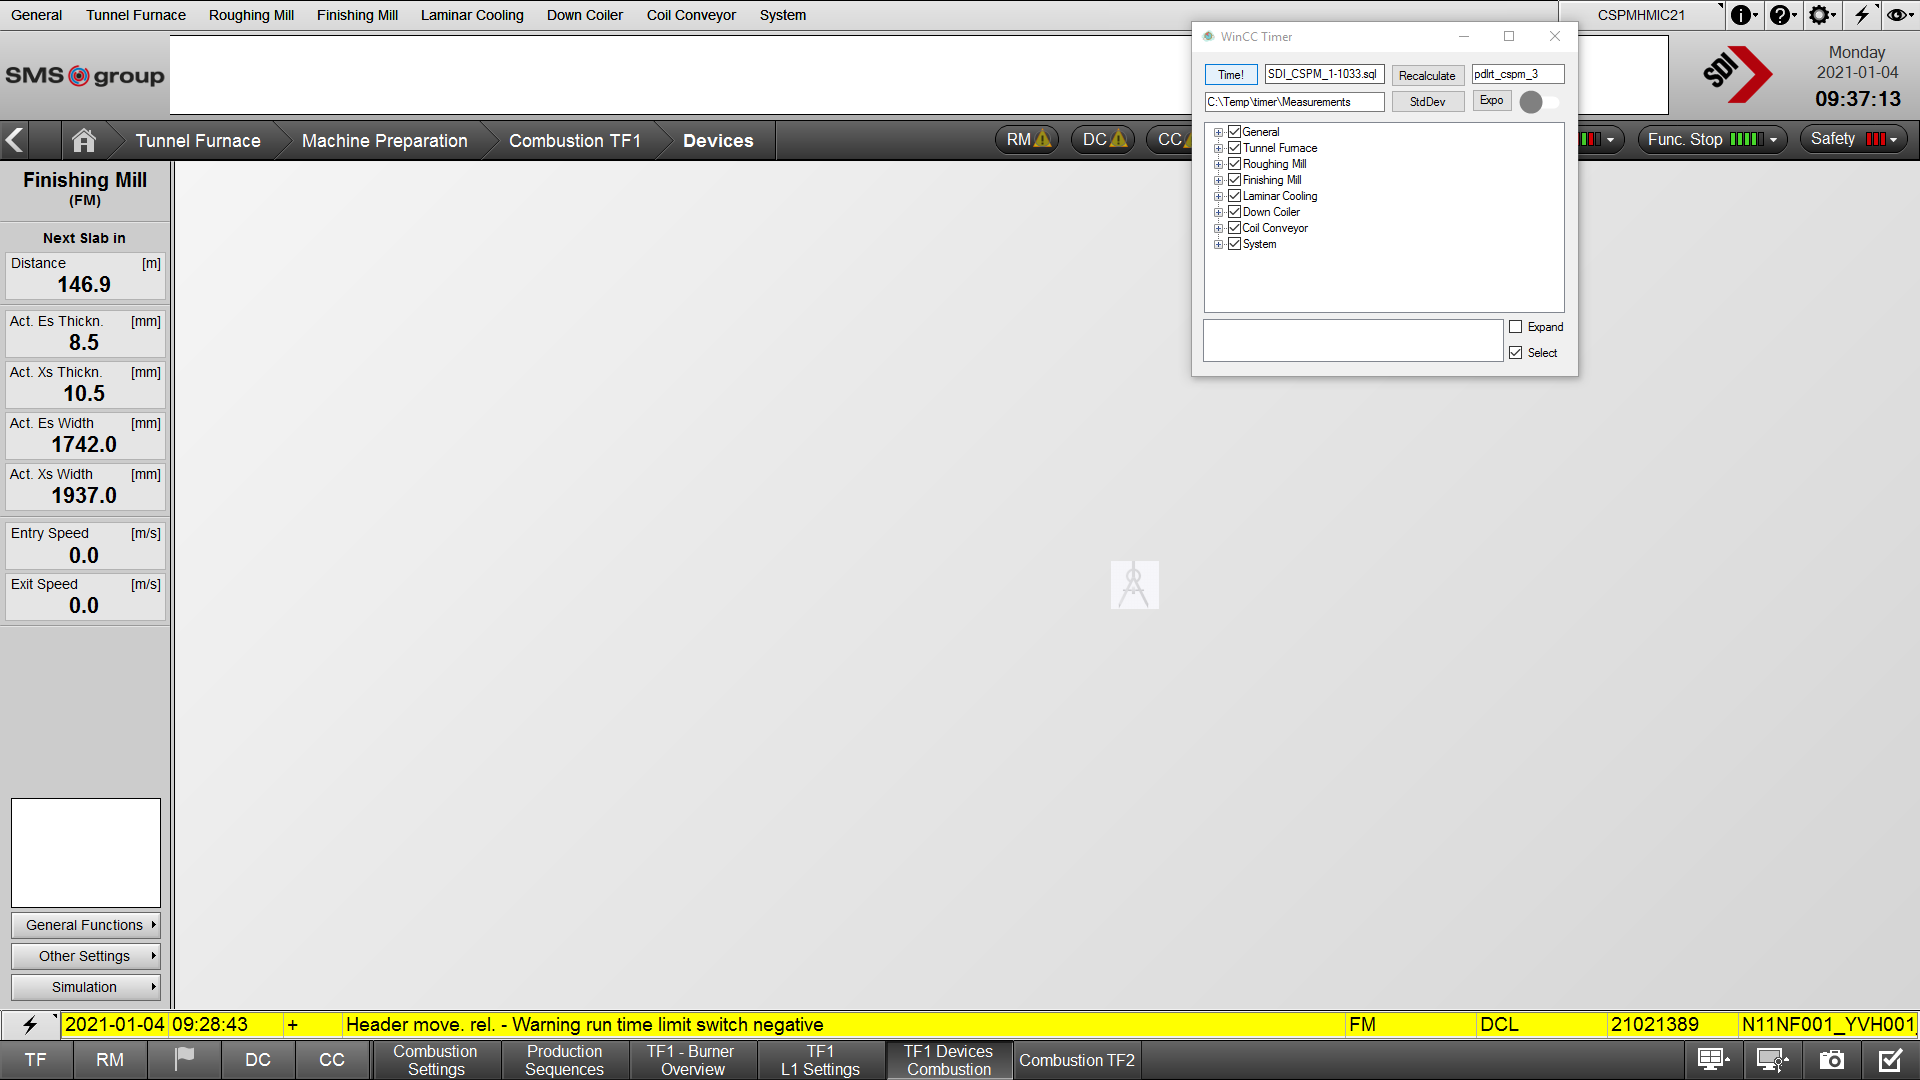 General Tunnel Furnace Roughing Mill Finishing Mill Laminar Cooling Down Coiler Coil Conveyor System CSPMHMIC21
SMS group
WinCC Timer
Time! SDI_CSPM_1-1033.sql Recalculate pdlrt_cspm_3
C:\Temp\timer\Measurements StdDev Expo
SDI
Monday
2021-01-04
09:37:13
Tunnel Furnace Machine Preparation Combustion TF1 Devices RM DC CC Func. Stop Safety
General
Tunnel Furnace
Roughing Mill
Finishing Mill
Laminar Cooling
Down Coiler
Coil Conveyor
System
Expand
Select
Finishing Mill
(FM)
Next Slab in
Distance [m]
146.9
Act. Es Thickn. [mm]
8.5
Act. Xs Thickn. [mm]
10.5
Act. Es Width [mm]
1742.0
Act. Xs Width [mm]
1937.0
Entry Speed [m/s]
0.0
Exit Speed [m/s]
0.0
General Functions
Other Settings
Simulation
2021-01-04 09:28:43 + Header move. rel. - Warning run time limit switch negative FM DCL 21021389 N11NF001_YVH001
TF RM DC CC
Combustion
Settings
Production
Sequences
TF1 - Burner
Overview
TF1
L1 Settings
TF1 Devices
Combustion
Combustion TF2